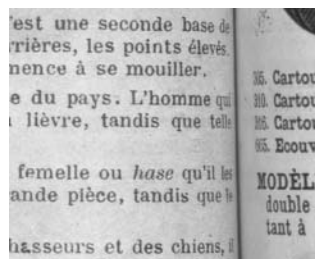 'est une seconde base de
rrières, les points élevés.
mence à se mouiller.
e du pays. L'homme qui
lièvre, tandis que telle
femelle ou hase qu'il les
ande pièce, tandis que le
hasseurs et des chiens, il
Cartou
310. Cartou
Cartou
Ecouv
MODÈL
double
tant à